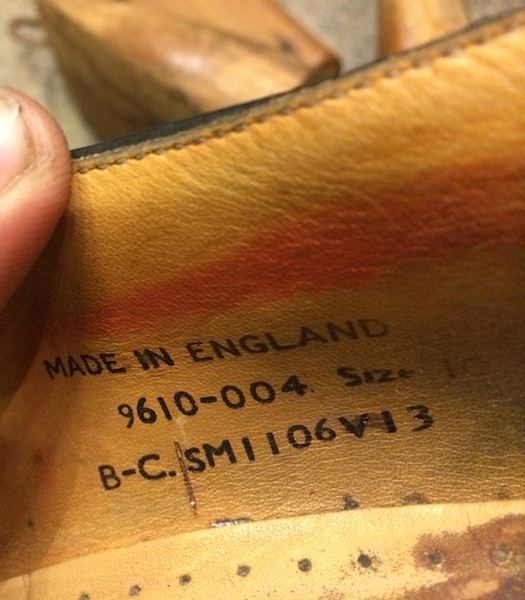 MADE IN ENGLAND
9610-004. SIZE
B-C. SM1106V13